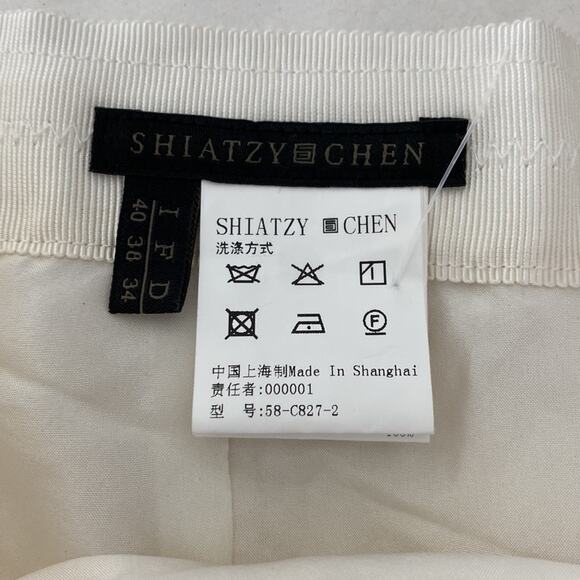 SHIATZY CHEN
I F D
40 38 34
SHIATZY CHEN
洗涤方式
中国上海制Made In Shanghai
责任者:000001
型 号:58-C827-2